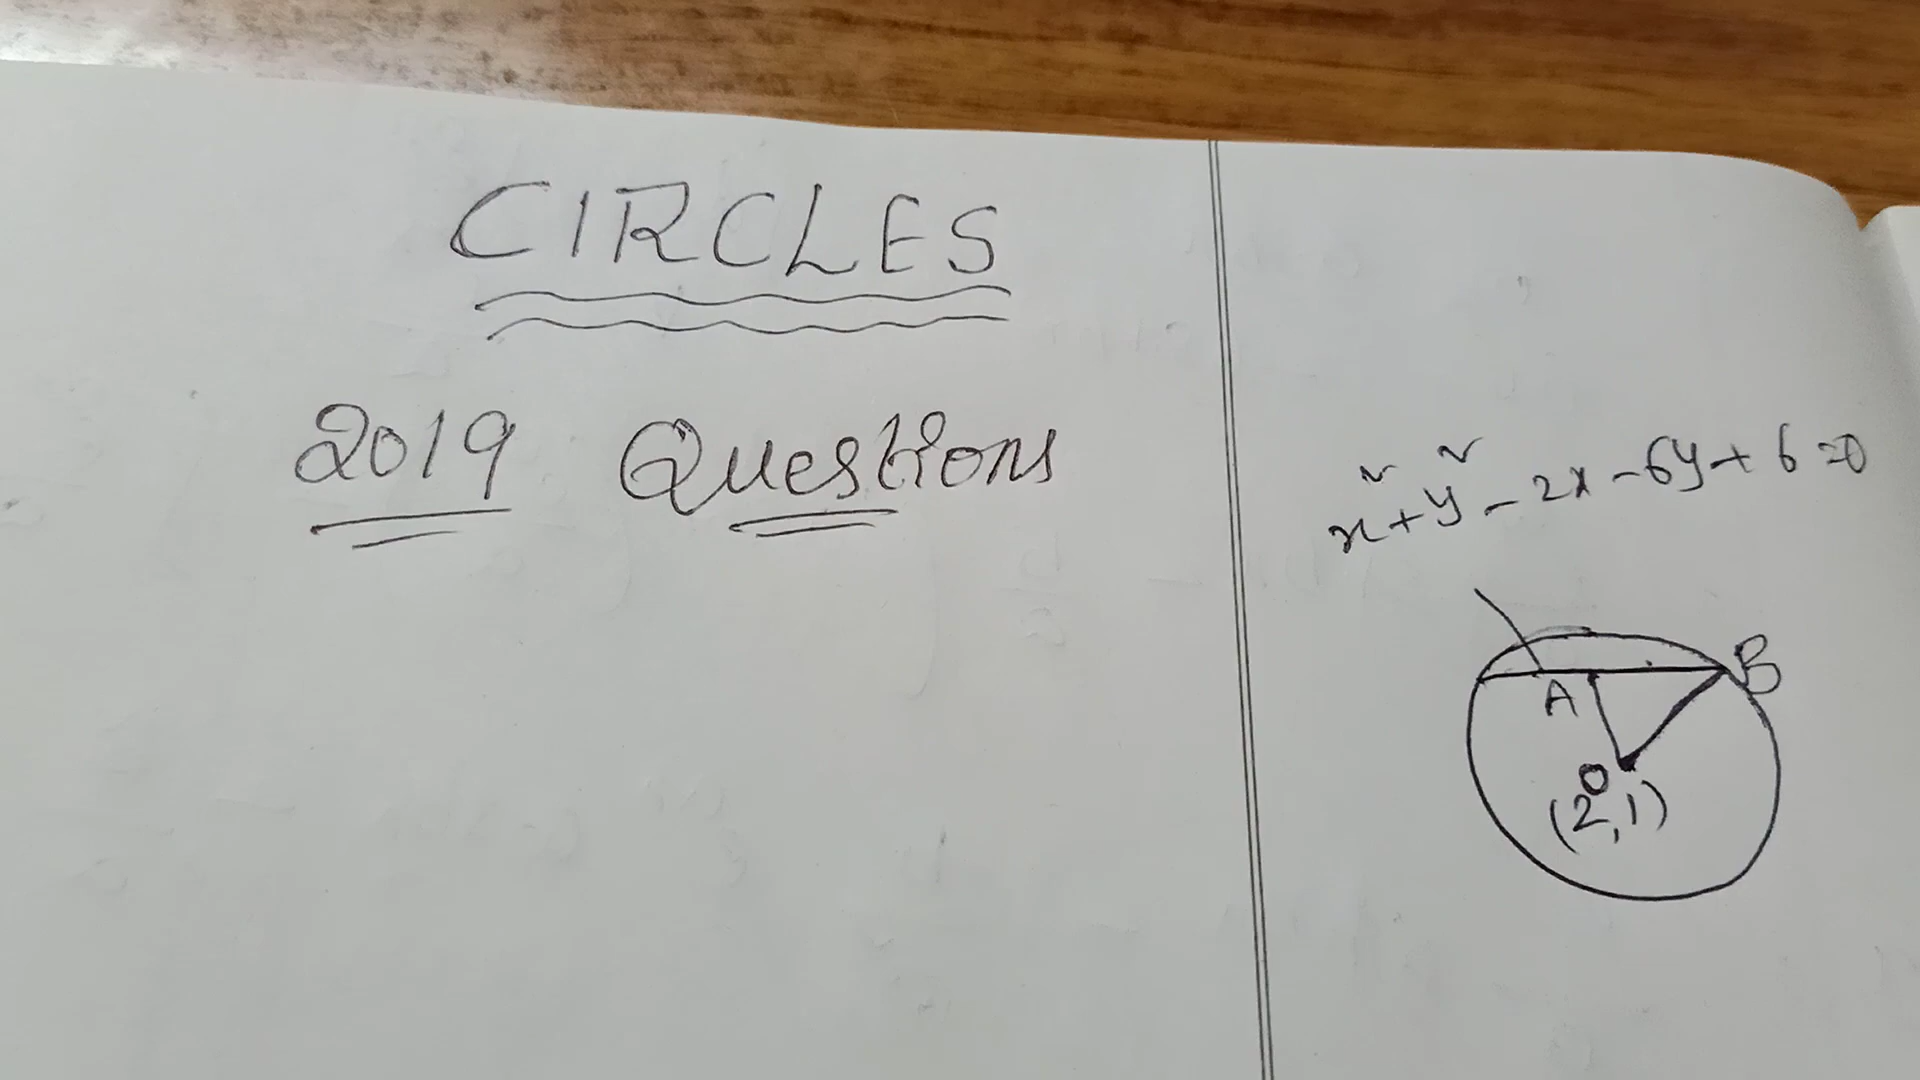 CIRCLES
2019 Questions
x²+y²-2x-6y+6=0
A
B
O
(2,1)